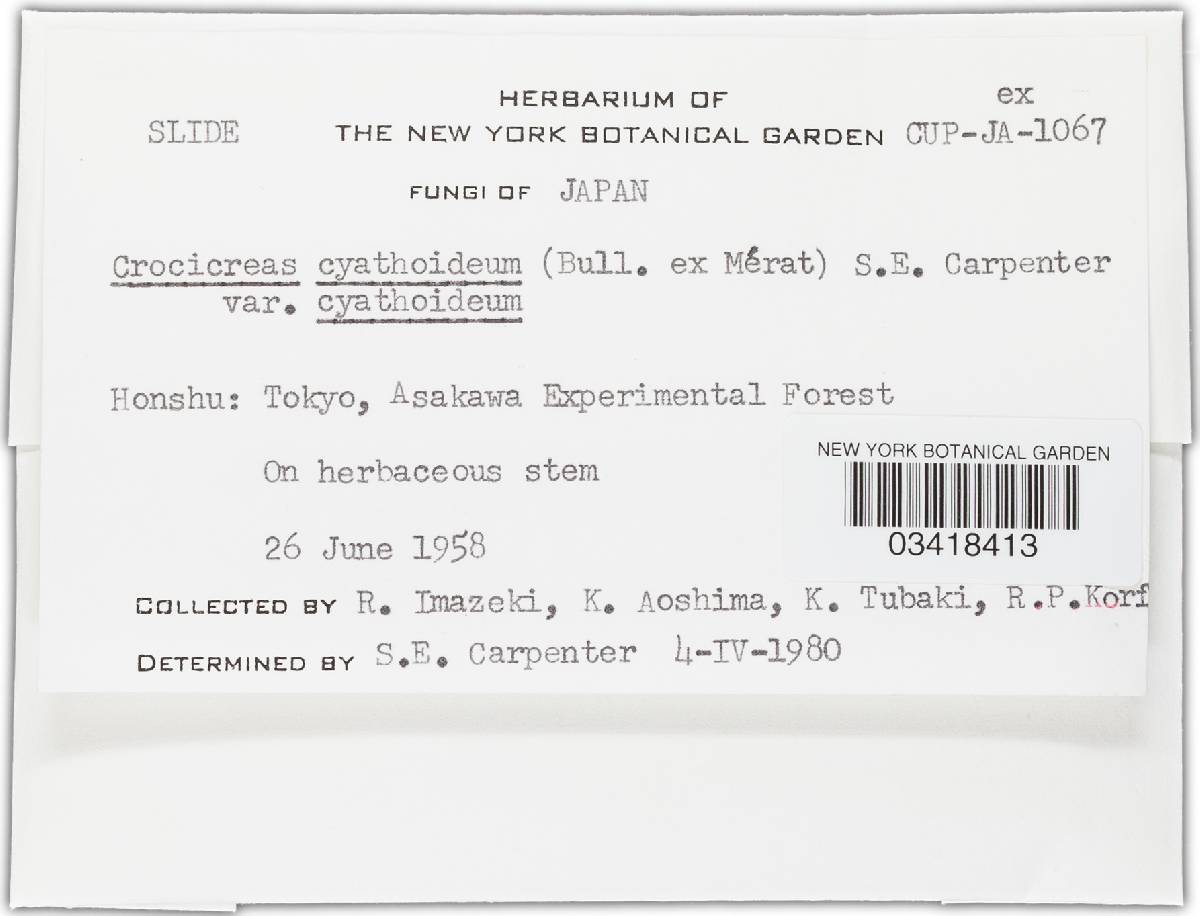 HERBARIUM OF ex
SLIDE THE NEW YORK BOTANICAL GARDEN CUP-JA-1067
FUNGI OF JAPAN
Crocicreas cyathoideum (Bull. ex Mérat) S.E. Carpenter
var. cyathoideum
Honshu: Tokyo, Asakawa Experimental Forest
On herbaceous stem
NEW YORK BOTANICAL GARDEN
03418413
26 June 1958
COLLECTED BY R. Imazeki, K. Aoshima, K. Tubaki, R.P.Korf
DETERMINED BY S.E. Carpenter 4-IV-1980